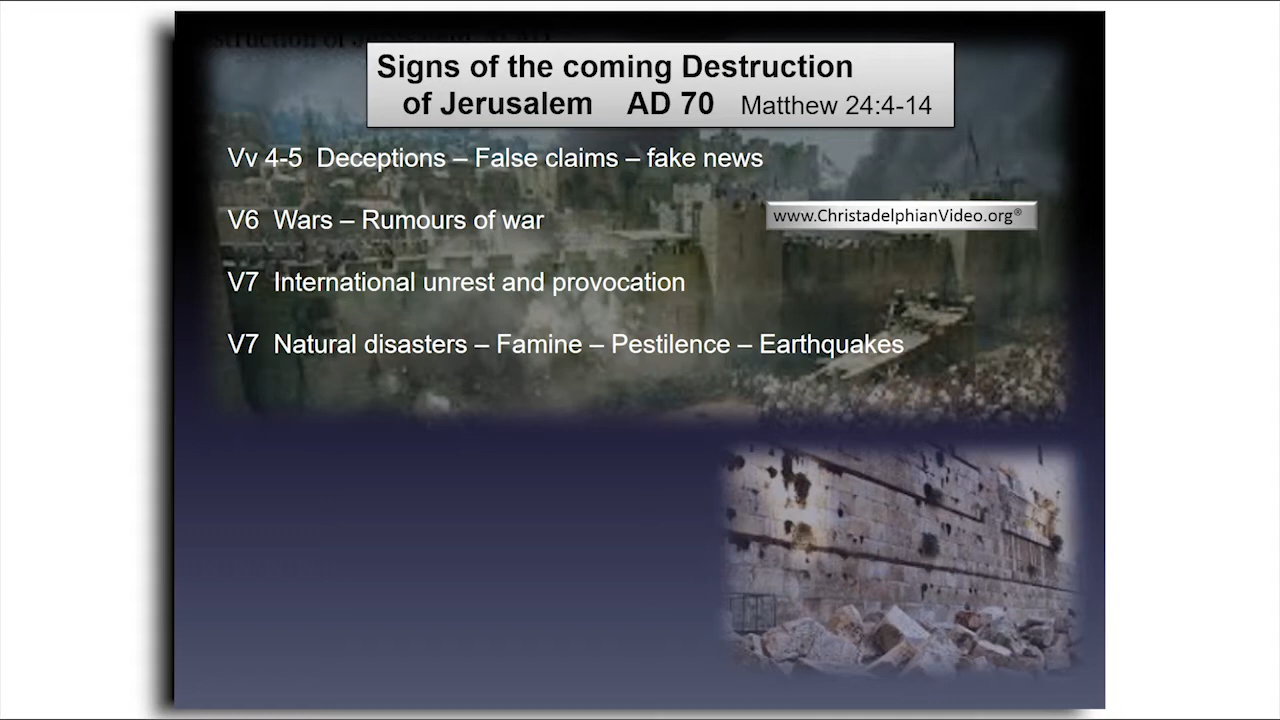 Signs of the coming Destruction
of Jerusalem AD 70 Matthew 24:4-14
Vv 4-5 Deceptions – False claims – fake news
V6 Wars – Rumours of war
www.ChristadelphianVideo.org®
V7 International unrest and provocation
V7 Natural disasters – Famine – Pestilence – Earthquakes